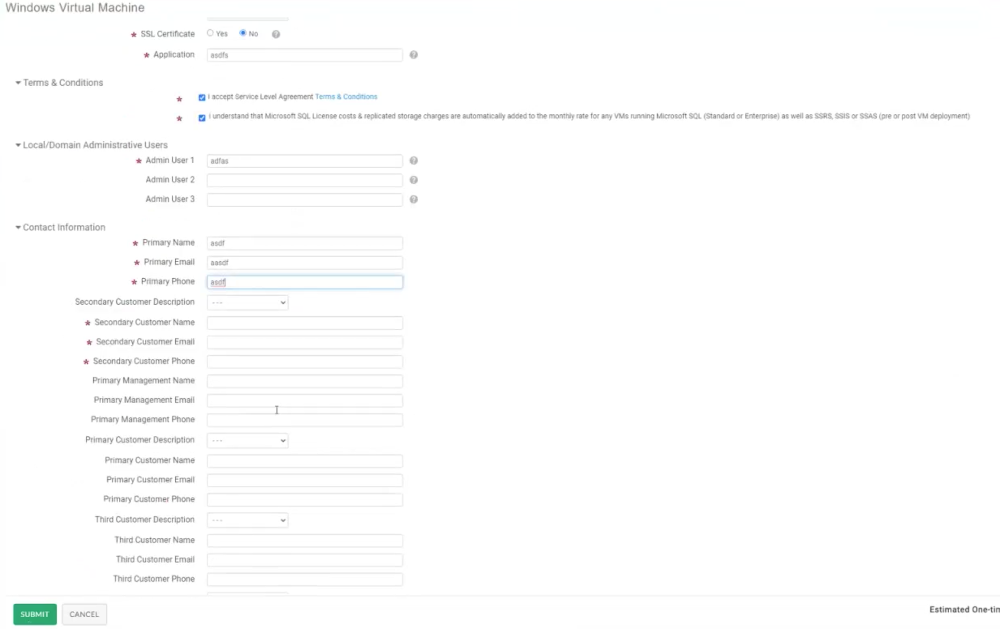 Windows Virtual Machine
* SSL Certificate Yes No ?
* Application asdfs ?
Terms & Conditions
* I accept Service Level Agreement Terms & Conditions
* I understand that Microsoft SQL License costs & replicated storage charges are automatically added to the monthly rate for any VMs running Microsoft SQL (Standard or Enterprise) as well as SSRS, SSIS or SSAS (pre or post VM deployment)
Local/Domain Administrative Users
* Admin User 1 adfas ?
Admin User 2 ?
Admin User 3 ?
Contact Information
* Primary Name asdf
* Primary Email aasdf
* Primary Phone asdf
Secondary Customer Description ---
* Secondary Customer Name
* Secondary Customer Email
* Secondary Customer Phone
Primary Management Name
Primary Management Email
Primary Management Phone
Primary Customer Description ---
Primary Customer Name
Primary Customer Email
Primary Customer Phone
Third Customer Description ---
Third Customer Name
Third Customer Email
Third Customer Phone
SUBMIT CANCEL Estimated One-tim